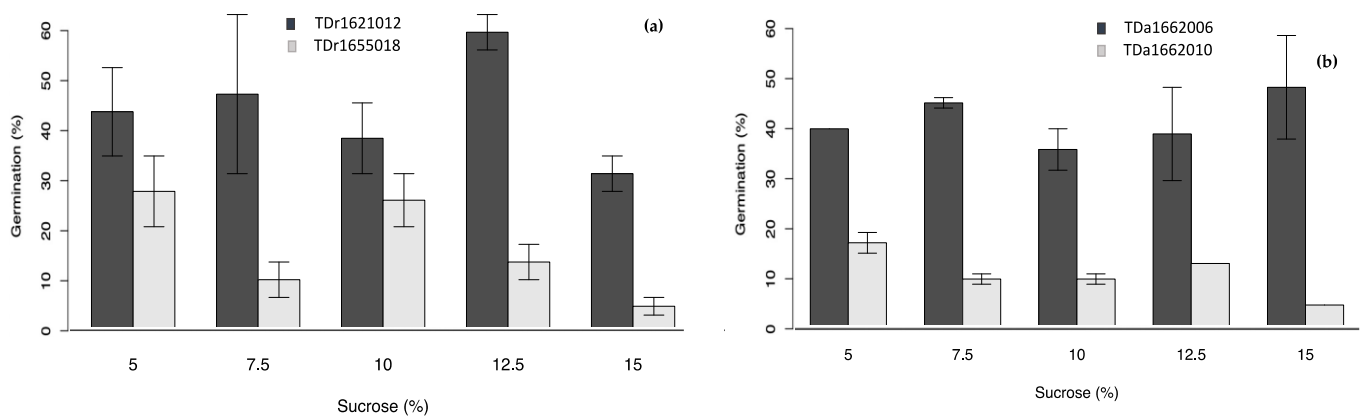 TDr1621012
TDr1655018
(a)
Germination (%)
60
50
40
30
20
10
0
5 7.5 10 12.5 15
Sucrose (%)
TDa1662006
TDa1662010
(b)
Germination (%)
60
50
40
30
20
10
0
5 7.5 10 12.5 15
Sucrose (%)